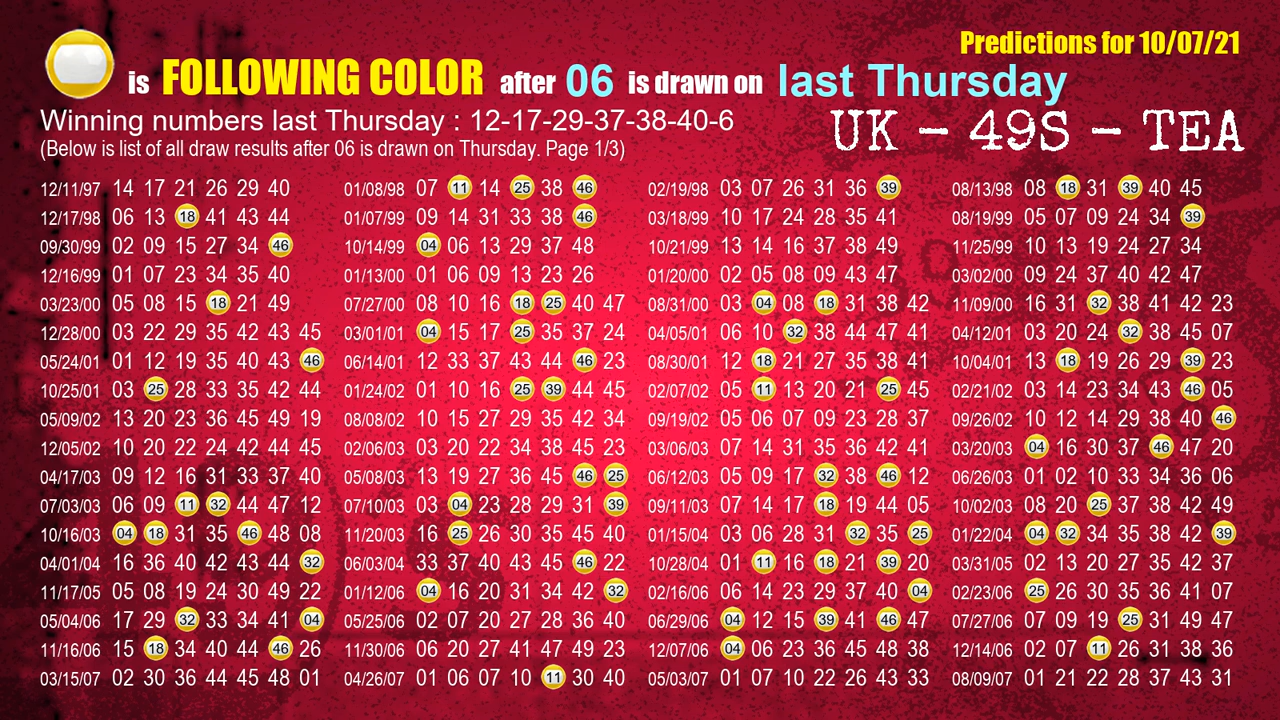 Predictions for 10/07/21
is FOLLOWING COLOR after 06 is drawn on last Thursday
Winning numbers last Thursday : 12-17-29-37-38-40-6
UK - 49S - TEA
(Below is list of all draw results after 06 is drawn on Thursday. Page 1/3)
12/11/97 14 17 21 26 29 40 01/08/98 07 11 14 25 38 46 02/19/98 03 07 26 31 36 39 08/13/98 08 18 31 39 40 45
12/17/98 06 13 18 41 43 44 01/07/99 09 14 31 33 38 46 03/18/99 10 17 24 28 35 41 08/19/99 05 07 09 24 34 39
09/30/99 02 09 15 27 34 46 10/14/99 04 06 13 29 37 48 10/21/99 13 14 16 37 38 49 11/25/99 10 13 19 24 27 34
12/16/99 01 07 23 34 35 40 01/13/00 01 06 09 13 23 26 01/20/00 02 05 08 09 43 47 03/02/00 09 24 37 40 42 47
03/23/00 05 08 15 18 21 49 07/27/00 08 10 16 18 25 40 47 08/31/00 03 04 08 18 31 38 42 11/09/00 16 31 32 38 41 42 23
12/28/00 03 22 29 35 42 43 45 03/01/01 04 15 17 25 35 37 24 04/05/01 06 10 32 38 44 47 41 04/12/01 03 20 24 32 38 45 07
05/24/01 01 12 19 35 40 43 46 06/14/01 12 33 37 43 44 46 23 08/30/01 12 18 21 27 35 38 41 10/04/01 13 18 19 26 29 39 23
10/25/01 03 25 28 33 35 42 44 01/24/02 01 10 16 25 39 44 45 02/07/02 05 11 13 20 21 25 45 02/21/02 03 14 23 34 43 46 05
05/09/02 13 20 23 36 45 49 19 08/08/02 10 15 27 29 35 42 34 09/19/02 05 06 07 09 23 28 37 09/26/02 10 12 14 29 38 40 46
12/05/02 10 20 22 24 42 44 45 02/06/03 03 20 22 34 38 45 23 03/06/03 07 14 31 35 36 42 41 03/20/03 04 16 30 37 46 47 20
04/17/03 09 12 16 31 33 37 40 05/08/03 13 19 27 36 45 46 25 06/12/03 05 09 17 32 38 46 12 06/26/03 01 02 10 33 34 36 06
07/03/03 06 09 11 32 44 47 12 07/10/03 03 04 23 28 29 31 39 09/11/03 07 14 17 18 19 44 05 10/02/03 08 20 25 37 38 42 49
10/16/03 04 18 31 35 46 48 08 11/20/03 16 25 26 30 35 45 40 01/15/04 03 06 28 31 32 35 25 01/22/04 04 32 34 35 38 42 39
04/01/04 16 36 40 42 43 44 32 06/03/04 33 37 40 43 45 46 22 10/28/04 01 11 16 18 21 39 20 03/31/05 02 13 20 27 35 42 37
11/17/05 05 08 19 24 30 49 22 01/12/06 04 16 20 31 34 42 32 02/16/06 06 14 23 29 37 40 04 02/23/06 25 26 30 35 36 41 07
05/04/06 17 29 32 33 34 41 04 05/25/06 02 07 20 27 28 36 40 06/29/06 04 12 15 39 41 46 47 07/27/06 07 09 19 25 31 49 47
11/16/06 15 18 34 40 44 46 26 11/30/06 06 20 27 41 47 49 23 12/07/06 04 06 23 36 45 48 38 12/14/06 02 07 11 26 31 38 36
03/15/07 02 30 36 44 45 48 01 04/26/07 01 06 07 10 11 30 40 05/03/07 01 07 10 22 26 43 33 08/09/07 01 21 22 28 37 43 31